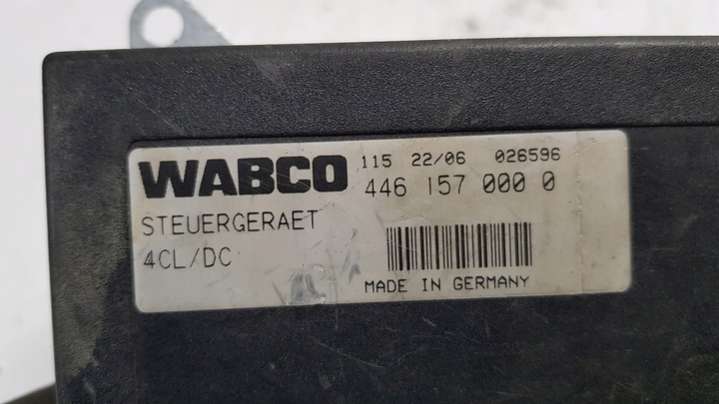 WABCO 115 22/06 026596
446 157 000 0
STEUERGERAET
4CL/DC
MADE IN GERMANY